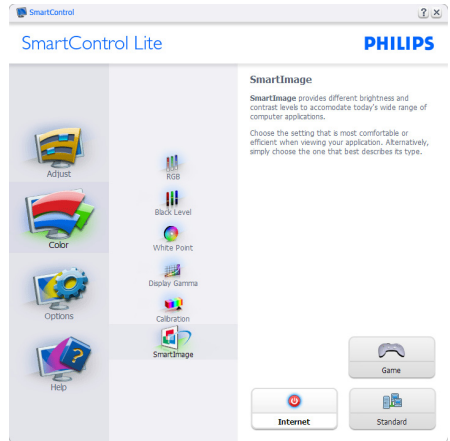 SmartControl
SmartControl Lite
PHILIPS
Adjust
Color
Options
Help
RGB
Black Level
White Point
Display Gamma
Calibration
SmartImage
SmartImage
SmartImage provides different brightness and
contrast levels to accomodate today's wide range of
computer applications.
Choose the setting that is most comfortable or
efficient when viewing your application. Alternatively,
simply choose the one that best describes its type.
Game
Internet
Standard